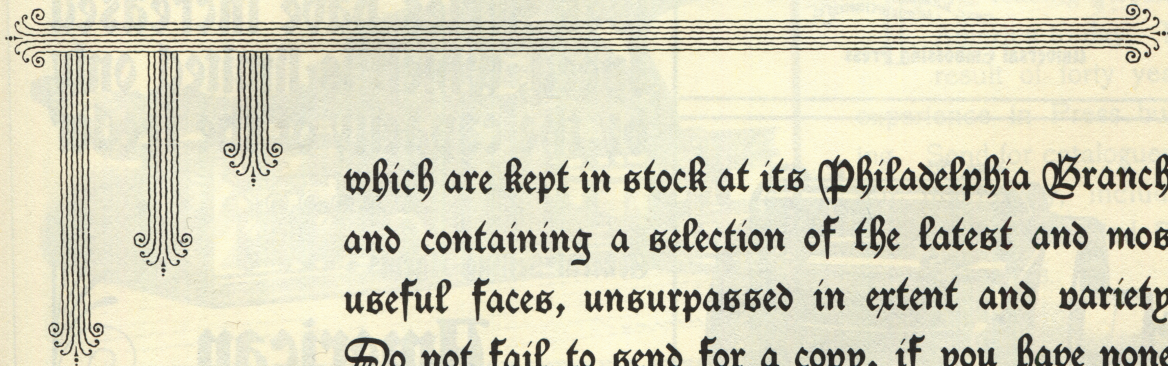 which are kept in stock at its Philadelphia Branch
and containing a selection of the latest and mos
useful faces, unsurpassed in extent and variety
Do not fail to send for a copy, if you have none